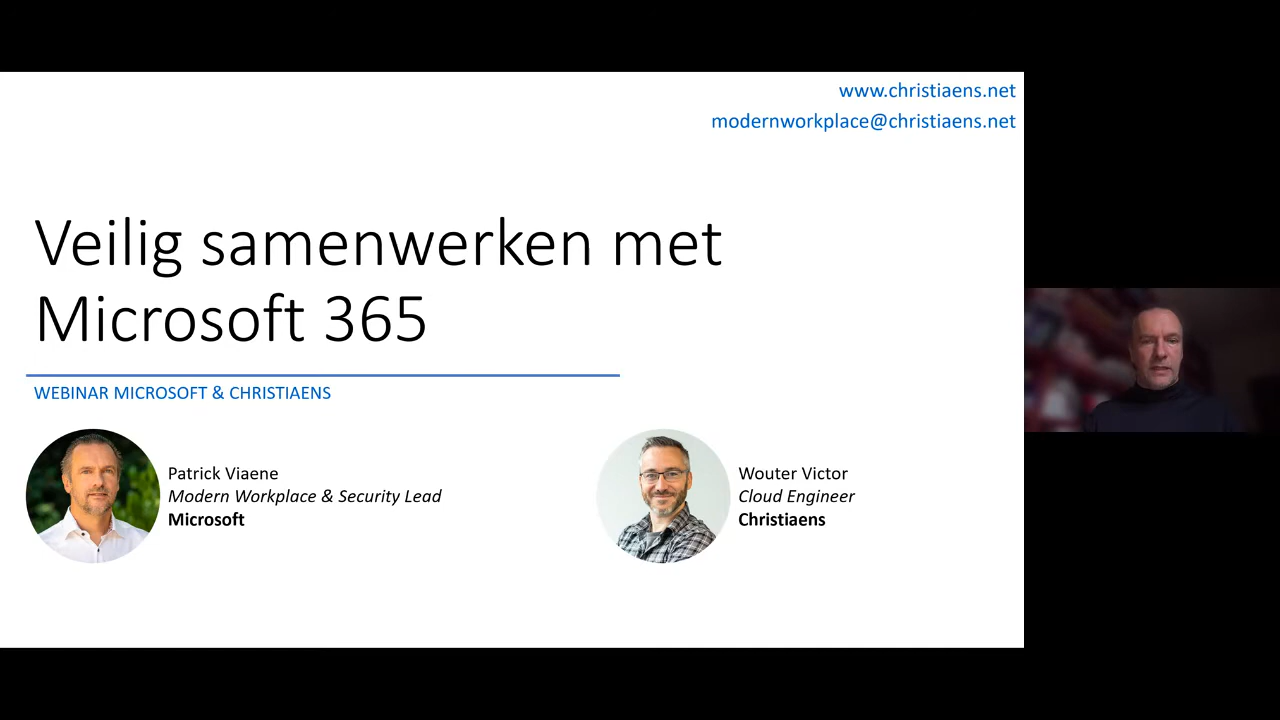 www.christiaens.net
modernworkplace@christiaens.net
Veilig samenwerken met
Microsoft 365
WEBINAR MICROSOFT & CHRISTIAENS
Patrick Viaene
Modern Workplace & Security Lead
Microsoft
Wouter Victor
Cloud Engineer
Christiaens